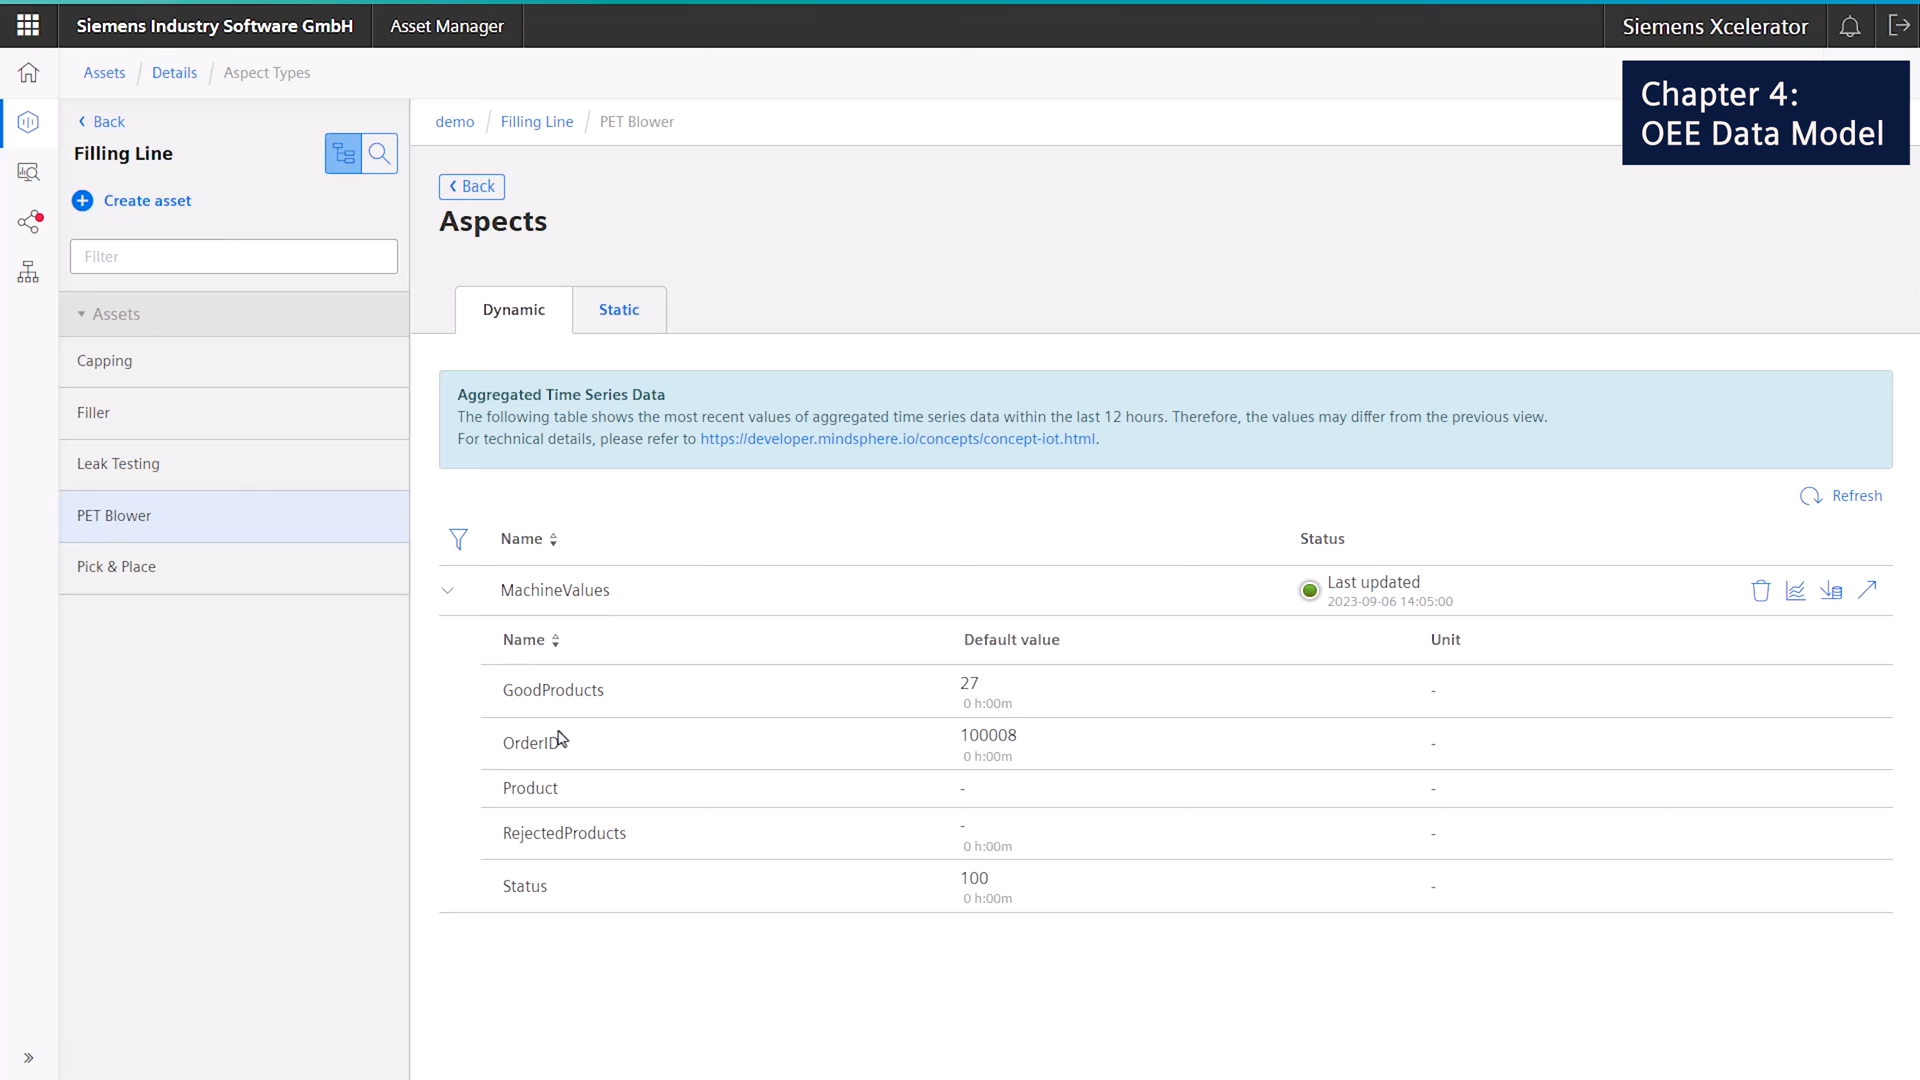 Siemens Industry Software GmbH
Asset Manager
Siemens Xcelerator
Assets
Details
Aspect Types
Chapter 4:
OEE Data Model
Back
Filling Line
Create asset
Filter
Assets
Capping
Filler
Leak Testing
PET Blower
Pick & Place
demo
Filling Line
PET Blower
Back
Aspects
Dynamic
Static
Aggregated Time Series Data
The following table shows the most recent values of aggregated time series data within the last 12 hours. Therefore, the values may differ from the previous view.
For technical details, please refer to https://developer.mindsphere.io/concepts/concept-iot.html.
Refresh
Name
Status
MachineValues
Last updated
2023-09-06 14:05:00
Name
Default value
Unit
GoodProducts
27
-
0 h:00m
OrderID
100008
-
0 h:00m
Product
-
-
RejectedProducts
-
-
0 h:00m
Status
100
-
0 h:00m